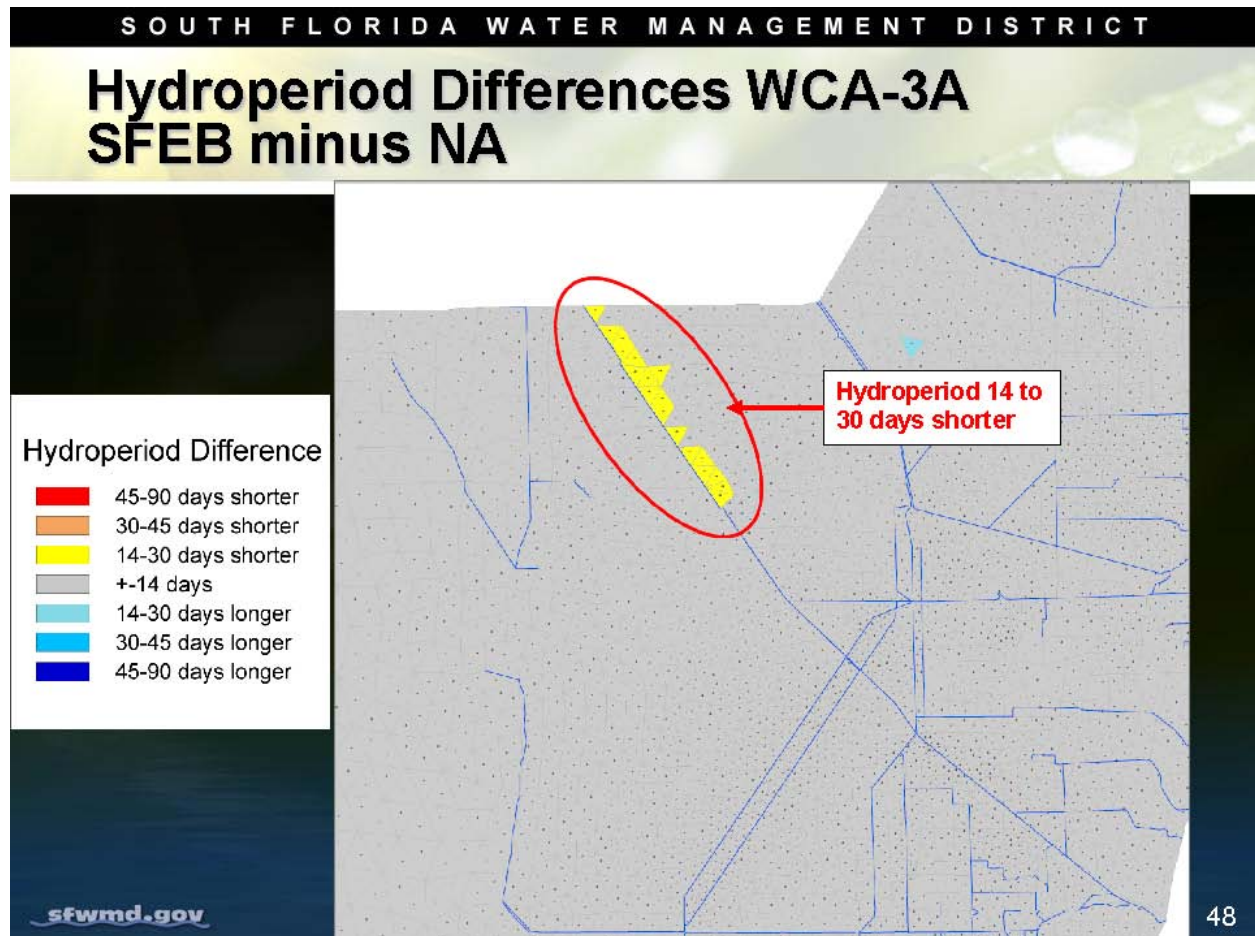 SOUTH FLORIDA WATER MANAGEMENT DISTRICT
Hydroperiod Differences WCA-3A
SFEB minus NA
Hydroperiod 14 to
30 days shorter
Hydroperiod Difference
45-90 days shorter
30-45 days shorter
14-30 days shorter
+-14 days
14-30 days longer
30-45 days longer
45-90 days longer
sfwmd.gov
48